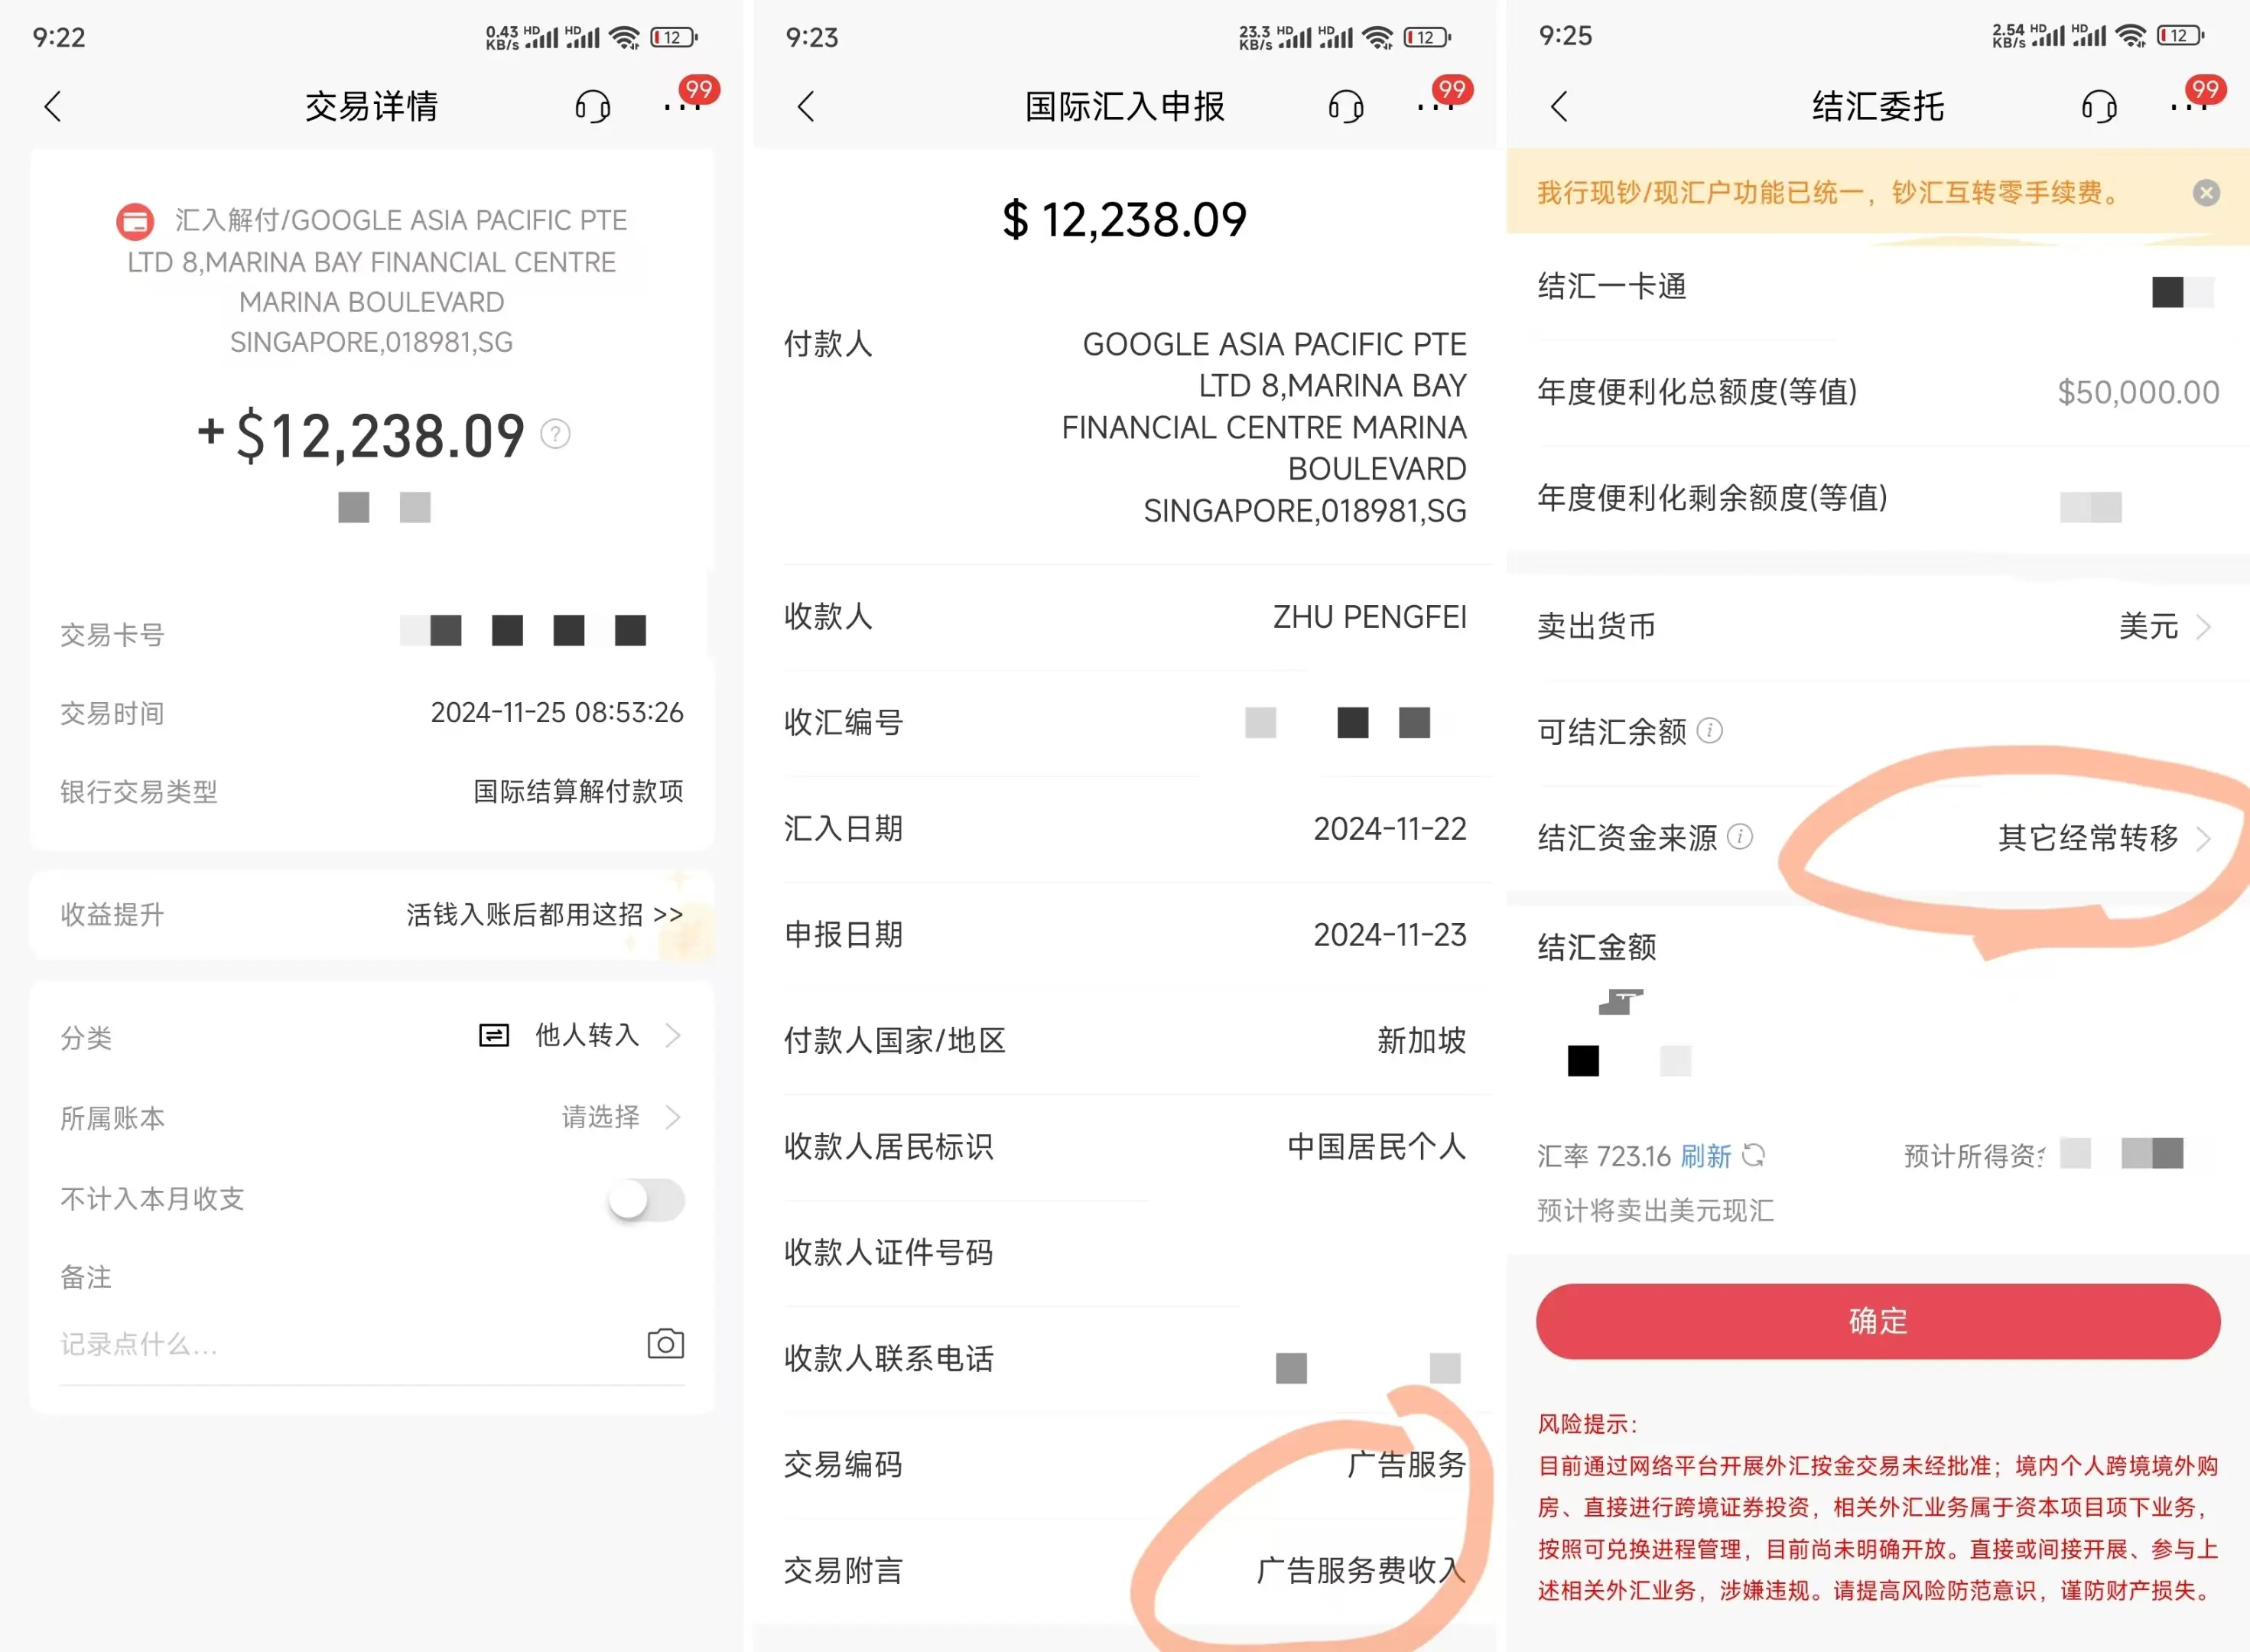 9:22
0.43 KB/s HD HD 12
交易详情
99
汇入解付/GOOGLE ASIA PACIFIC PTE
LTD 8,MARINA BAY FINANCIAL CENTRE
MARINA BOULEVARD
SINGAPORE,018981,SG
+$12,238.09 ?
交易卡号
交易时间 2024-11-25 08:53:26
银行交易类型 国际结算解付款项
收益提升 活钱入账后都用这招 >>
分类 他人转入
所属账本 请选择
不计入本月收支
备注
记录点什么...
9:23
23.3 KB/s HD HD 12
国际汇入申报
99
$ 12,238.09
付款人 GOOGLE ASIA PACIFIC PTE
LTD 8,MARINA BAY
FINANCIAL CENTRE MARINA
BOULEVARD
SINGAPORE,018981,SG
收款人 ZHU PENGFEI
收汇编号
汇入日期 2024-11-22
申报日期 2024-11-23
付款人国家/地区 新加坡
收款人居民标识 中国居民个人
收款人证件号码
收款人联系电话
交易编码 广告服务
交易附言 广告服务费收入
9:25
2.54 KB/s HD HD 12
结汇委托
99
我行现钞/现汇户功能已统一，钞汇互转零手续费。
结汇一卡通
年度便利化总额度(等值) $50,000.00
年度便利化剩余额度(等值)
卖出货币 美元
可结汇余额 i
结汇资金来源 i 其它经常转移
结汇金额
汇率 723.16 刷新 预计所得资
预计将卖出美元现汇
确定
风险提示：
目前通过网络平台开展外汇按金交易未经批准；境内个人跨境境外购
房、直接进行跨境证券投资，相关外汇业务属于资本项目项下业务，
按照可兑换进程管理，目前尚未明确开放。直接或间接开展、参与上
述相关外汇业务，涉嫌违规。请提高风险防范意识，谨防财产损失。